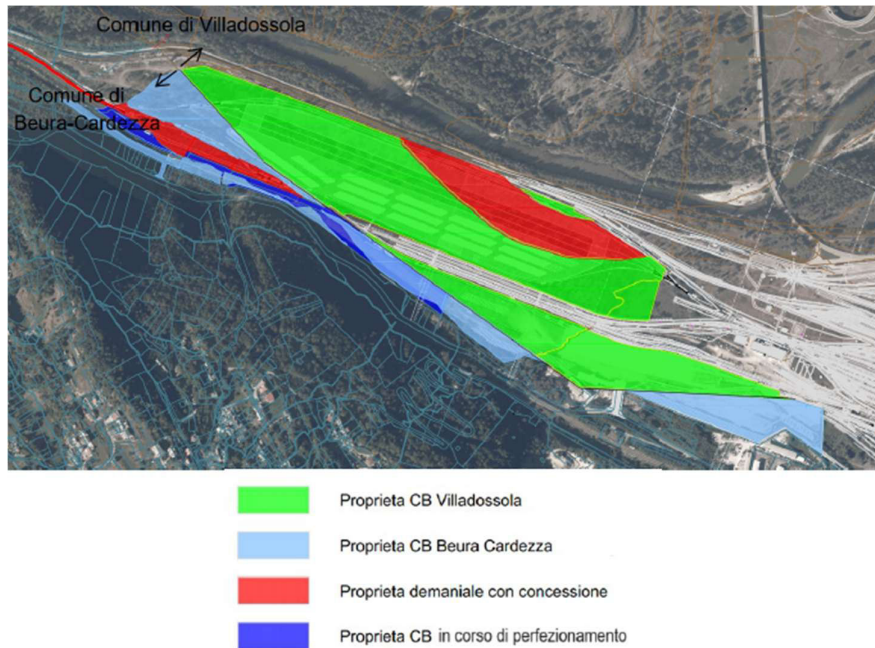 Comune di Villadossola
Comune di
Beura-Cardezza
Proprieta CB Villadossola
Proprieta CB Beura Cardezza
Proprieta demaniale con concessione
Proprieta CB in corso di perfezionamento